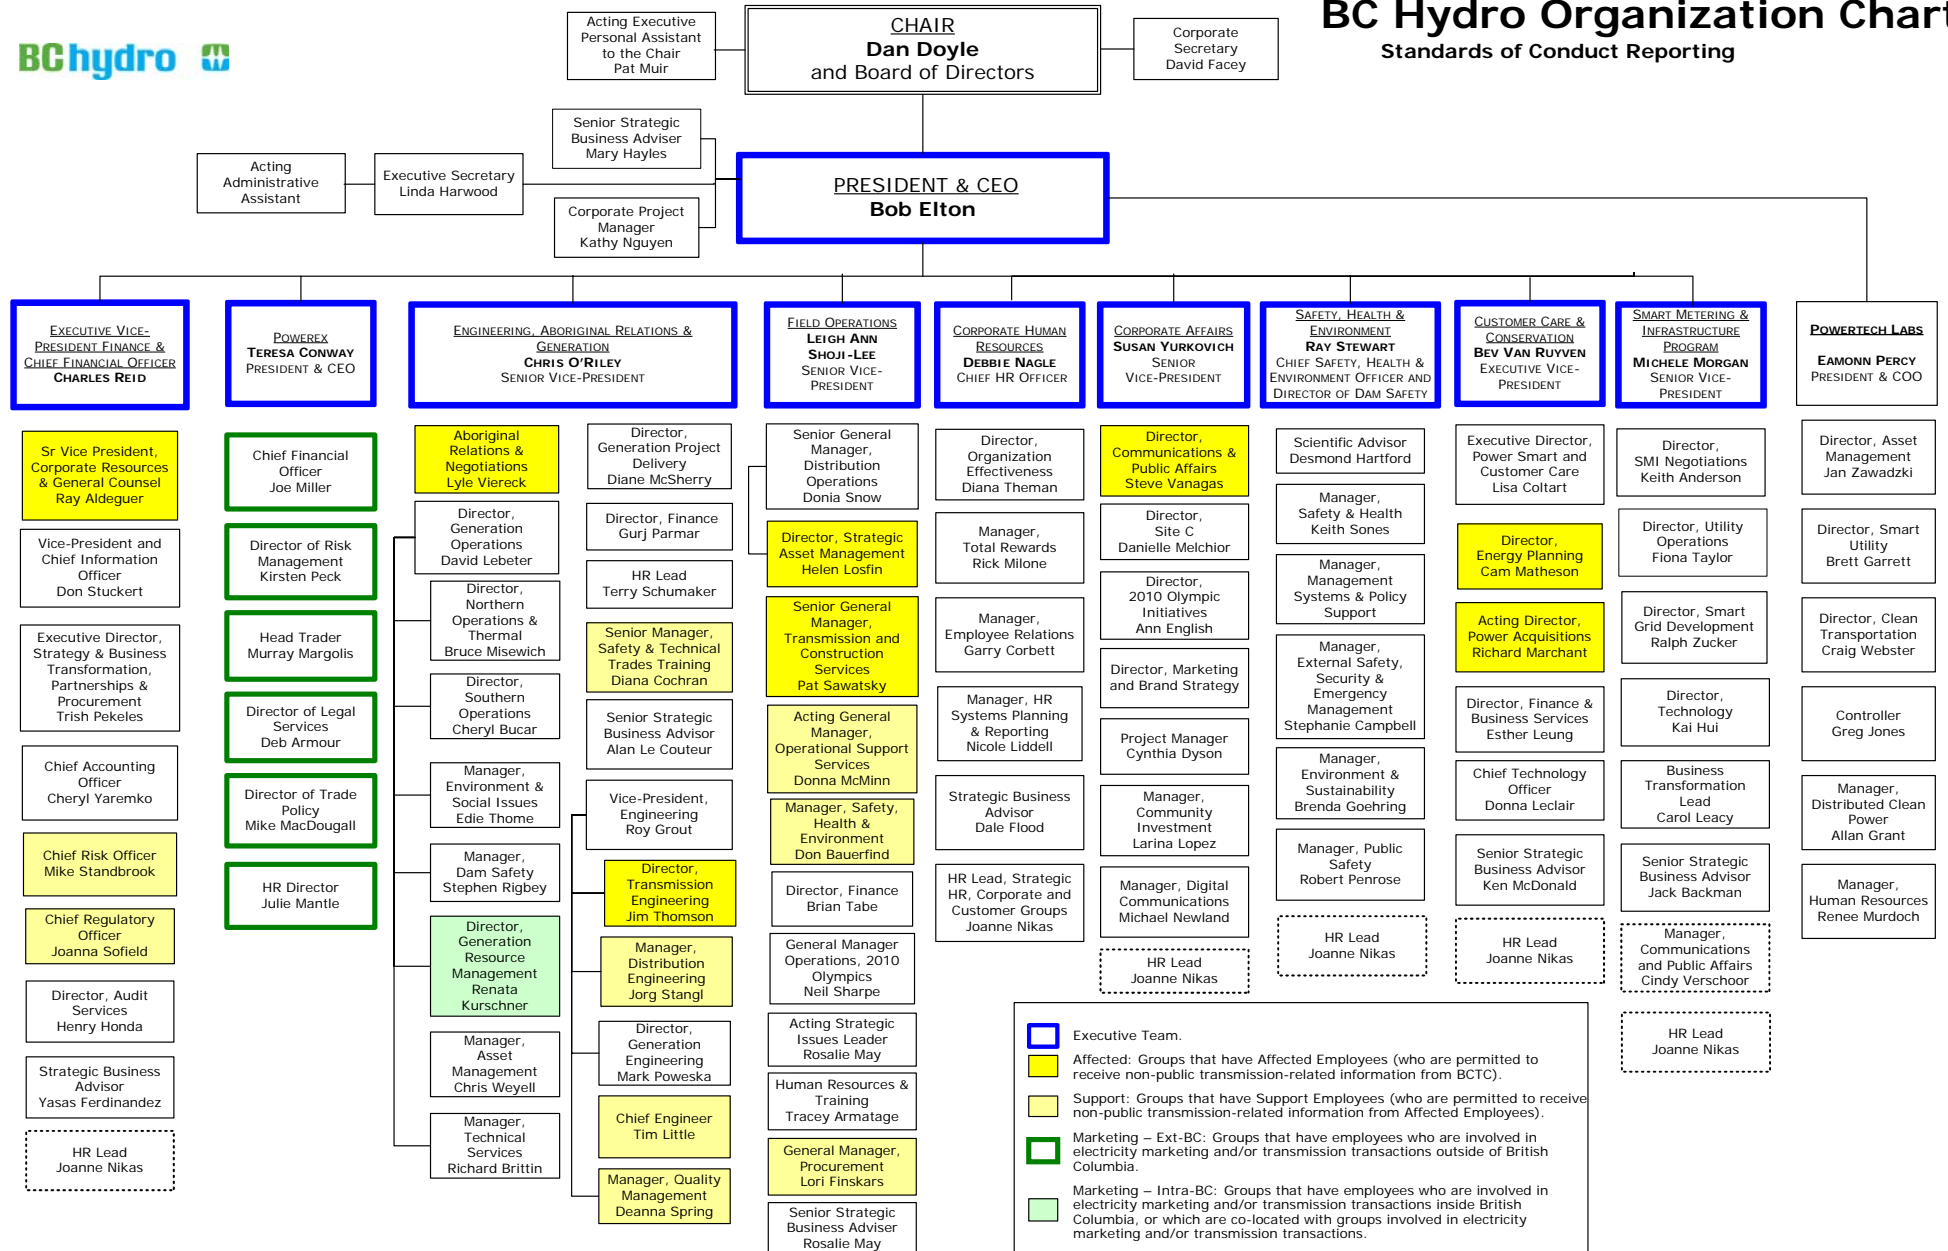 BC Hydro Organization Chart
Standards of Conduct Reporting
BC hydro
Acting Executive
Personal Assistant
to the Chair
Pat Muir
CHAIR
Dan Doyle
and Board of Directors
Corporate
Secretary
David Facey
Senior Strategic
Business Adviser
Mary Hayles
Acting
Administrative
Assistant
Executive Secretary
Linda Harwood
Corporate Project
Manager
Kathy Nguyen
PRESIDENT & CEO
Bob Elton
EXECUTIVE VICE-
PRESIDENT FINANCE &
CHIEF FINANCIAL OFFICER
CHARLES REID
Sr Vice President,
Corporate Resources
& General Counsel
Ray Aldeguer
Vice-President and
Chief Information
Officer
Don Stuckert
Executive Director,
Strategy & Business
Transformation,
Partnerships &
Procurement
Trish Pekeles
Chief Accounting
Officer
Cheryl Yaremko
Chief Risk Officer
Mike Standbrook
Chief Regulatory
Officer
Joanna Sofield
Director, Audit
Services
Henry Honda
Strategic Business
Advisor
Yasas Ferdinandez
HR Lead
Joanne Nikas
POWEREX
TERESA CONWAY
PRESIDENT & CEO
Chief Financial
Officer
Joe Miller
Director of Risk
Management
Kirsten Peck
Head Trader
Murray Margolis
Director of Legal
Services
Deb Armour
Director of Trade
Policy
Mike MacDougall
HR Director
Julie Mantle
ENGINEERING, ABORIGINAL RELATIONS &
GENERATION
CHRIS O'RILEY
SENIOR VICE-PRESIDENT
Aboriginal
Relations &
Negotiations
Lyle Viereck
Director,
Generation
Operations
David Lebeter
Director,
Northern
Operations &
Thermal
Bruce Misewich
Director,
Southern
Operations
Cheryl Bucar
Manager,
Environment &
Social Issues
Edie Thome
Manager,
Dam Safety
Stephen Rigbey
Director,
Generation
Resource
Management
Renata
Kurschner
Manager,
Asset
Management
Chris Weyell
Manager,
Technical
Services
Richard Brittin
Director,
Generation Project
Delivery
Diane McSherry
Director, Finance
Gurj Parmar
HR Lead
Terry Schumaker
Senior Manager,
Safety & Technical
Trades Training
Diana Cochran
Senior Strategic
Business Advisor
Alan Le Couteur
Vice-President,
Engineering
Roy Grout
Director,
Transmission
Engineering
Jim Thomson
Manager,
Distribution
Engineering
Jorg Stangl
Director,
Generation
Engineering
Mark Poweska
Chief Engineer
Tim Little
Manager, Quality
Management
Deanna Spring
FIELD OPERATIONS
LEIGH ANN
SHOJI-LEE
SENIOR VICE-
PRESIDENT
Senior General
Manager,
Distribution
Operations
Donia Snow
Director, Strategic
Asset Management
Helen Losfin
Senior General
Manager,
Transmission and
Construction
Services
Pat Sawatsky
Acting General
Manager,
Operational Support
Services
Donna McMinn
Manager, Safety,
Health &
Environment
Don Bauerfind
Director, Finance
Brian Tabe
General Manager
Operations, 2010
Olympics
Neil Sharpe
Acting Strategic
Issues Leader
Rosalie May
Human Resources &
Training
Tracey Armatage
General Manager,
Procurement
Lori Finskars
Senior Strategic
Business Adviser
Rosalie May
CORPORATE HUMAN
RESOURCES
DEBBIE NAGLE
CHIEF HR OFFICER
Director,
Organization
Effectiveness
Diana Theman
Manager,
Total Rewards
Rick Milone
Manager,
Employee Relations
Garry Corbett
Manager, HR
Systems Planning
& Reporting
Nicole Liddell
Strategic Business
Advisor
Dale Flood
HR Lead, Strategic
HR, Corporate and
Customer Groups
Joanne Nikas
CORPORATE AFFAIRS
SUSAN YURKOVICH
SENIOR
VICE-PRESIDENT
Director,
Communications &
Public Affairs
Steve Vanagas
Director,
Site C
Danielle Melchior
Director,
2010 Olympic
Initiatives
Ann English
Director, Marketing
and Brand Strategy
Project Manager
Cynthia Dyson
Manager,
Community
Investment
Larina Lopez
Manager, Digital
Communications
Michael Newland
HR Lead
Joanne Nikas
SAFETY, HEALTH &
ENVIRONMENT
RAY STEWART
CHIEF SAFETY, HEALTH &
ENVIRONMENT OFFICER AND
DIRECTOR OF DAM SAFETY
Scientific Advisor
Desmond Hartford
Manager,
Safety & Health
Keith Sones
Manager,
Management
Systems & Policy
Support
Manager,
External Safety,
Security &
Emergency
Management
Stephanie Campbell
Manager,
Environment &
Sustainability
Brenda Goehring
Manager, Public
Safety
Robert Penrose
HR Lead
Joanne Nikas
CUSTOMER CARE &
CONSERVATION
BEV VAN RUYVEN
EXECUTIVE VICE-
PRESIDENT
Executive Director,
Power Smart and
Customer Care
Lisa Coltart
Director,
Energy Planning
Cam Matheson
Acting Director,
Power Acquisitions
Richard Marchant
Director, Finance &
Business Services
Esther Leung
Chief Technology
Officer
Donna Leclair
Senior Strategic
Business Advisor
Ken McDonald
HR Lead
Joanne Nikas
SMART METERING &
INFRASTRUCTURE
PROGRAM
MICHELE MORGAN
SENIOR VICE-
PRESIDENT
Director,
SMI Negotiations
Keith Anderson
Director, Utility
Operations
Fiona Taylor
Director, Smart
Grid Development
Ralph Zucker
Director,
Technology
Kai Hui
Business
Transformation
Lead
Carol Leacy
Senior Strategic
Business Advisor
Jack Backman
Manager,
Communications
and Public Affairs
Cindy Verschoor
HR Lead
Joanne Nikas
POWERTECH LABS
EAMONN PERCY
PRESIDENT & COO
Director, Asset
Management
Jan Zawadzki
Director, Smart
Utility
Brett Garrett
Director, Clean
Transportation
Craig Webster
Controller
Greg Jones
Manager,
Distributed Clean
Power
Allan Grant
Manager,
Human Resources
Renee Murdoch
Executive Team.
Affected: Groups that have Affected Employees (who are permitted to
receive non-public transmission-related information from BCTC).
Support: Groups that have Support Employees (who are permitted to receive
non-public transmission-related information from Affected Employees).
Marketing – Ext-BC: Groups that have employees who are involved in
electricity marketing and/or transmission transactions outside of British
Columbia.
Marketing – Intra-BC: Groups that have employees who are involved in
electricity marketing and/or transmission transactions inside British
Columbia, or which are co-located with groups involved in electricity
marketing and/or transmission transactions.